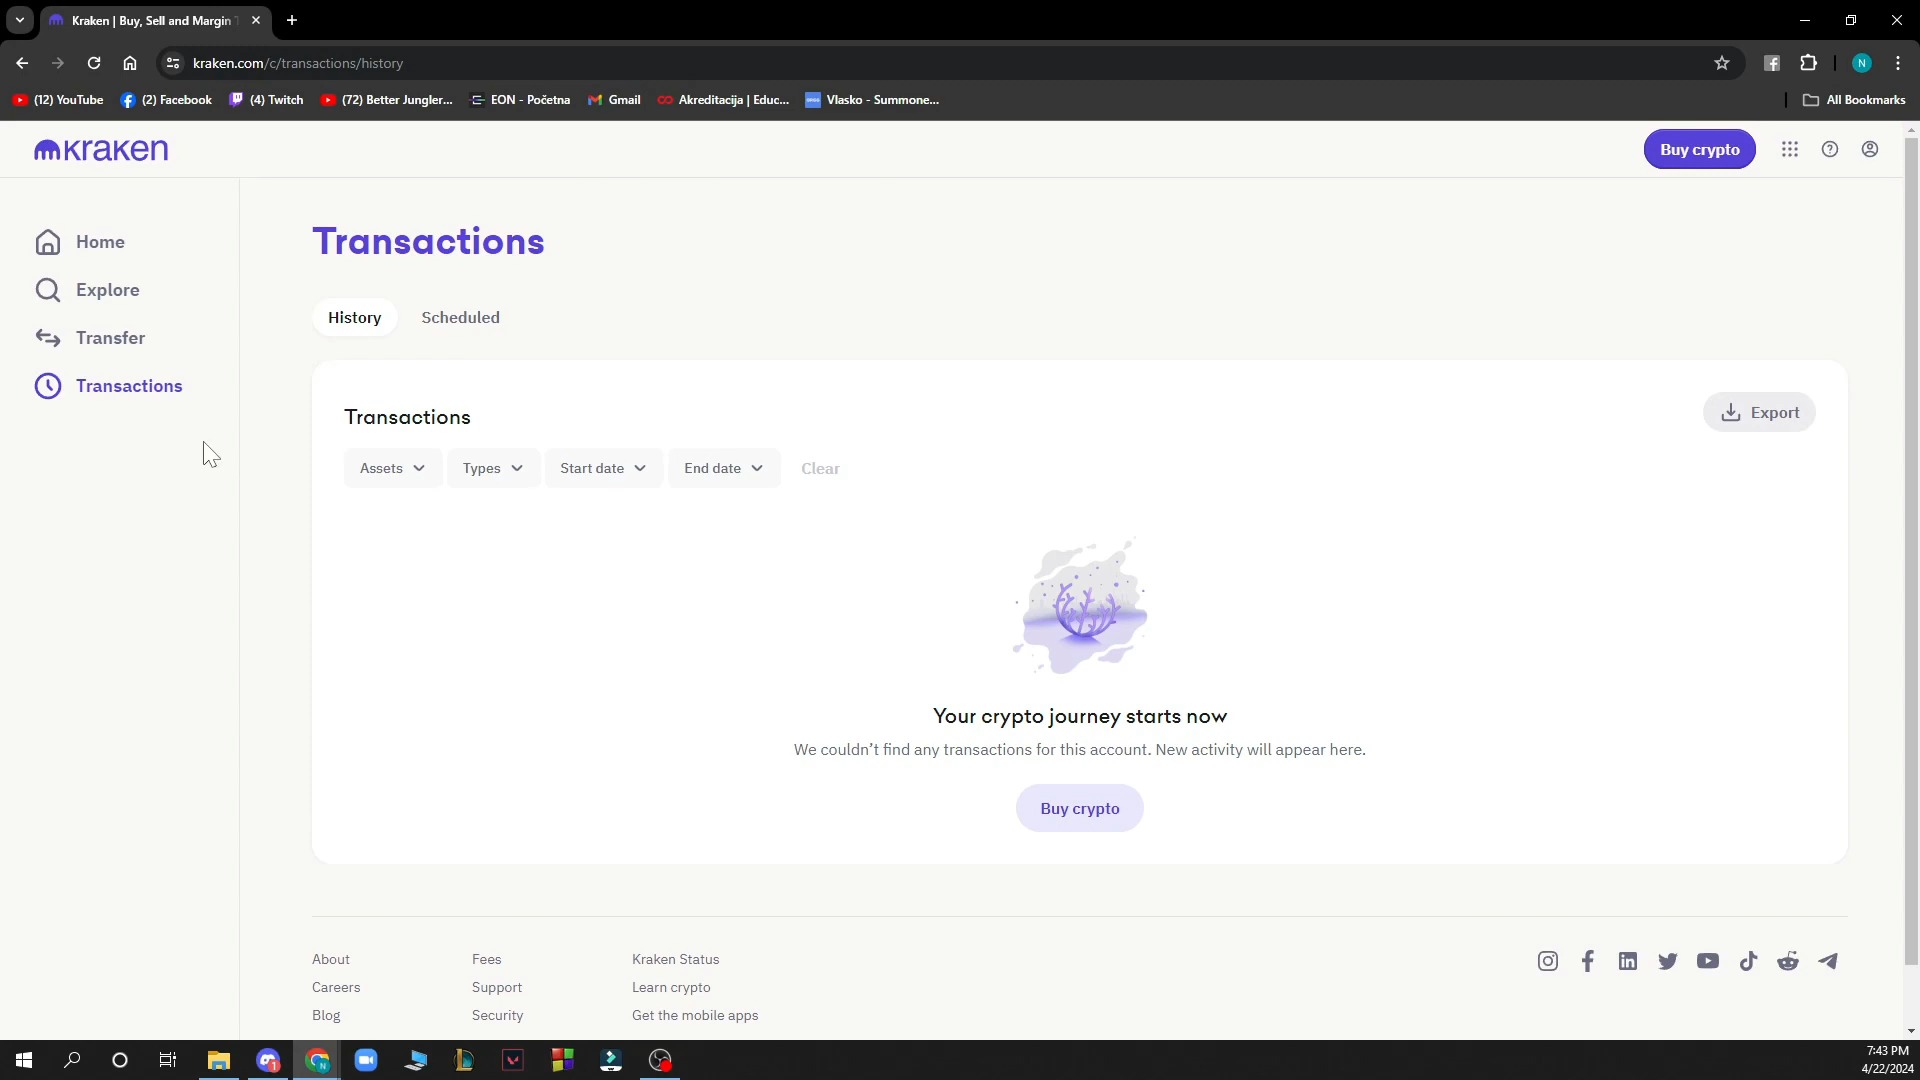 Kraken | Buy, Sell and Margin
kraken.com/c/transactions/history
(12) YouTube (2) Facebook (4) Twitch (72) Better Jungler... EON - Početna Gmail Akreditacija | Educ... Vlasko - Summone... All Bookmarks
kraken
Buy crypto
Home
Explore
Transfer
Transactions
Transactions
History Scheduled
Transactions
Export
Assets Types Start date End date Clear
Your crypto journey starts now
We couldn't find any transactions for this account. New activity will appear here.
Buy crypto
About Fees Kraken Status
Careers Support Learn crypto
Blog Security Get the mobile apps
7:43 PM
4/22/2024